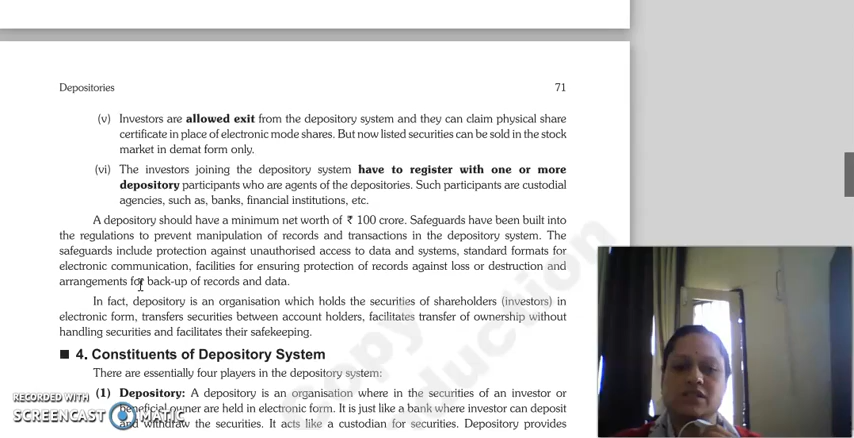 Depositories 71
(v) Investors are allowed exit from the depository system and they can claim physical share
certificate in place of electronic mode shares. But now listed securities can be sold in the stock
market in demat form only.
(vi) The investors joining the depository system have to register with one or more
depository participants who are agents of the depositories. Such participants are custodial
agencies, such as, banks, financial institutions, etc.
A depository should have a minimum net worth of ₹ 100 crore. Safeguards have been built into
the regulations to prevent manipulation of records and transactions in the depository system. The
safeguards include protection against unauthorised access to data and systems, standard formats for
electronic communication, facilities for ensuring protection of records against loss or destruction and
arrangements for back-up of records and data.
In fact, depository is an organisation which holds the securities of shareholders (investors) in
electronic form, transfers securities between account holders, facilitates transfer of ownership without
handling securities and facilitates their safekeeping.
■ 4. Constituents of Depository System
There are essentially four players in the depository system:
(1) Depository: A depository is an organisation where in the securities of an investor or
beneficial owner are held in electronic form. It is just like a bank where investor can deposit
and withdraw the securities. It acts like a custodian for securities. Depository provides
RECORDED WITH
SCREENCAST MATIC
Copy